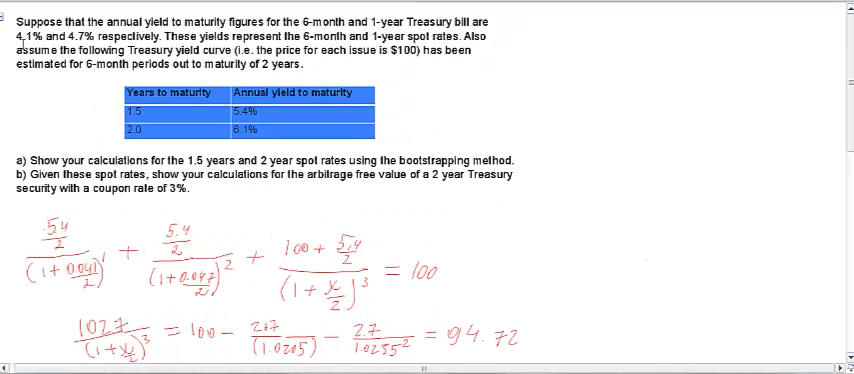 Suppose that the annual yield to maturity figures for the 6-month and 1-year Treasury bill are
4.1% and 4.7% respectively. These yields represent the 6-month and 1-year spot rates. Also
assume the following Treasury yield curve (i.e. the price for each issue is $100) has been
estimated for 6-month periods out to maturity of 2 years.
Years to maturity Annual yield to maturity
1.5 5.4%
2.0 6.1%
a) Show your calculations for the 1.5 years and 2 year spot rates using the bootstrapping method.
b) Given these spot rates, show your calculations for the arbitrage free value of a 2 year Treasury
security with a coupon rate of 3%.
5.4/2 / (1 + 0.041/2)^1 + 5.4/2 / (1 + 0.047/2)^2 + 100 + 5.4/2 / (1 + x/2)^3 = 100
102.7 / (1 + x/2)^3 = 100 - 2.7 / (1.0205) - 2.7 / 1.0235^2 = 94.72